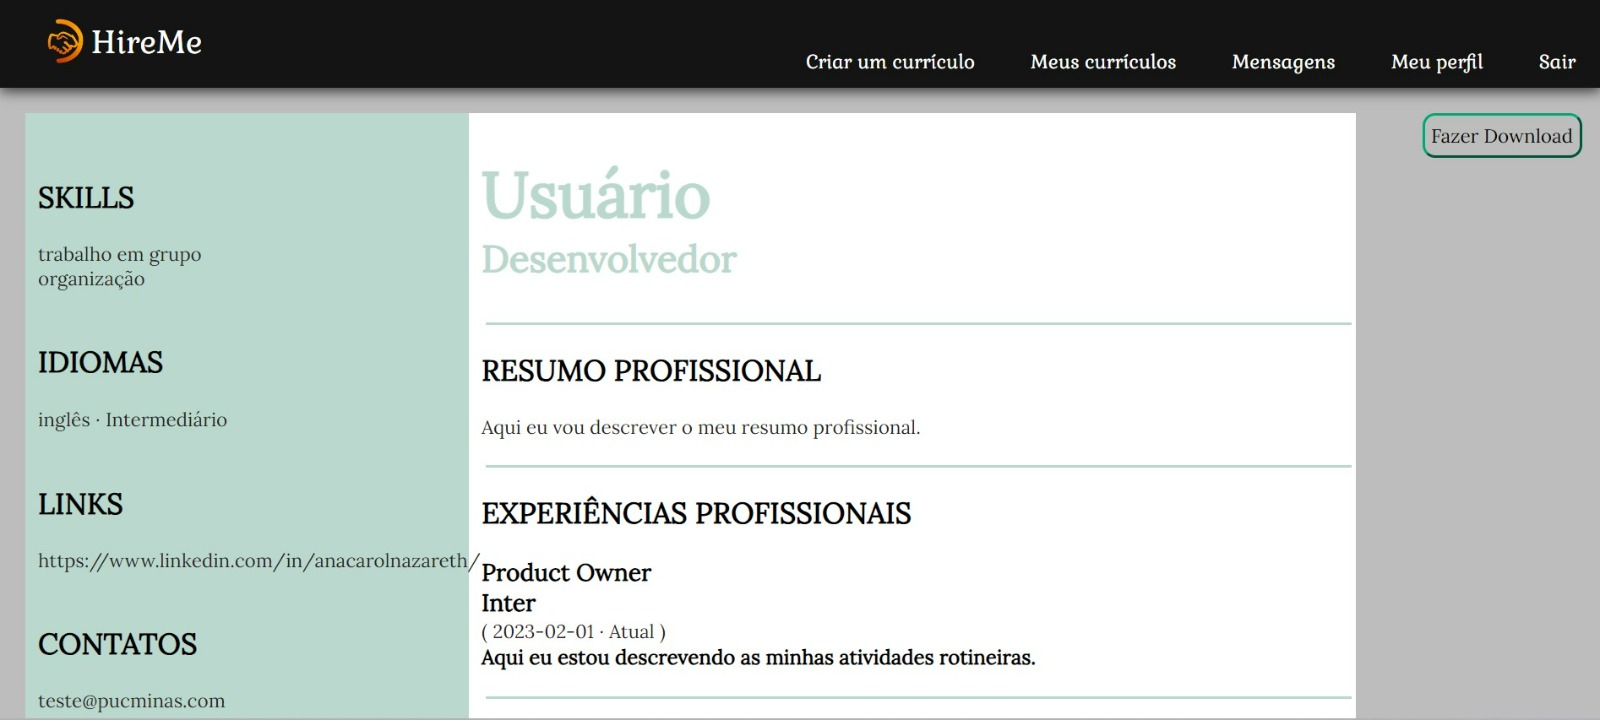 HireMe
Criar um currículo
Meus currículos
Mensagens
Meu perfil
Sair
Fazer Download
SKILLS
trabalho em grupo
organização
IDIOMAS
inglês · Intermediário
LINKS
https://www.linkedin.com/in/anacarolnazareth/
CONTATOS
teste@pucminas.com
Usuário
Desenvolvedor
RESUMO PROFISSIONAL
Aqui eu vou descrever o meu resumo profissional.
EXPERIÊNCIAS PROFISSIONAIS
Product Owner
Inter
( 2023-02-01 · Atual )
Aqui eu estou descrevendo as minhas atividades rotineiras.